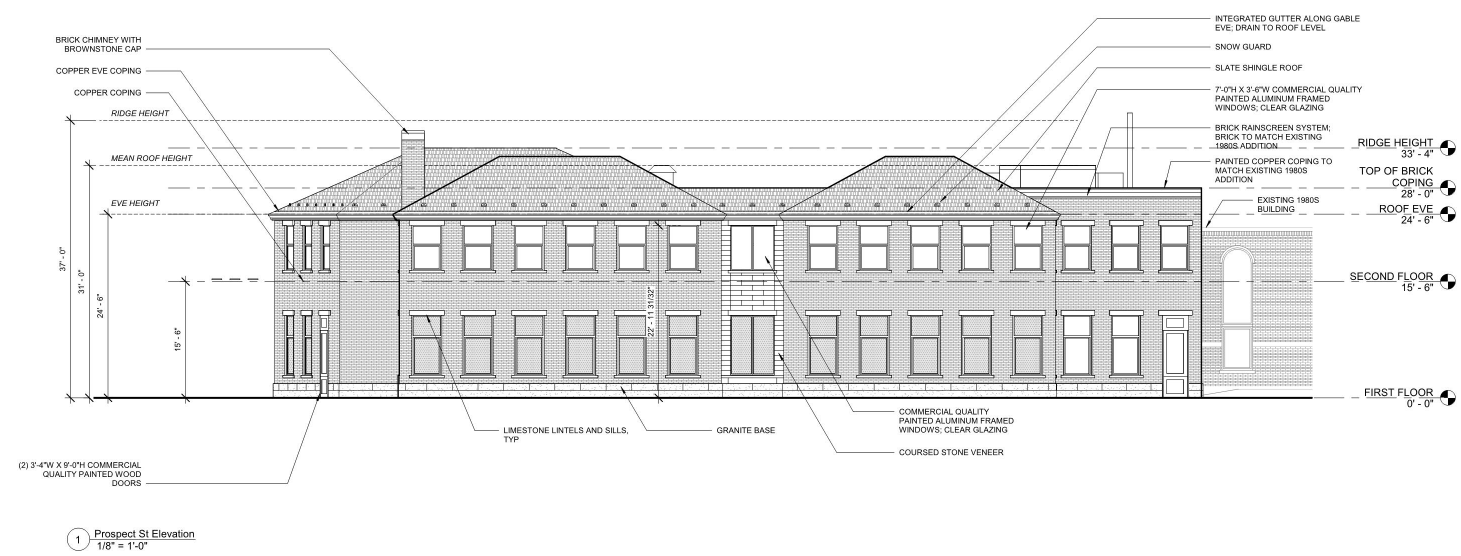 BRICK CHIMNEY WITH
BROWNSTONE CAP
COPPER EVE COPING
COPPER COPING
RIDGE HEIGHT
MEAN ROOF HEIGHT
EVE HEIGHT
37' - 0"
31' - 0"
24' - 6"
15' - 6"
22' - 11 31/32"
INTEGRATED GUTTER ALONG GABLE
EVE; DRAIN TO ROOF LEVEL
SNOW GUARD
SLATE SHINGLE ROOF
7'-0"H X 3'-6"W COMMERCIAL QUALITY
PAINTED ALUMINUM FRAMED
WINDOWS; CLEAR GLAZING
BRICK RAINSCREEN SYSTEM;
BRICK TO MATCH EXISTING
1980S ADDITION
PAINTED COPPER COPING TO
MATCH EXISTING 1980S
ADDITION
EXISTING 1980S
BUILDING
RIDGE HEIGHT
33' - 4"
TOP OF BRICK
COPING
28' - 0"
ROOF EVE
24' - 6"
SECOND FLOOR
15' - 6"
FIRST FLOOR
0' - 0"
LIMESTONE LINTELS AND SILLS,
TYP
GRANITE BASE
COMMERCIAL QUALITY
PAINTED ALUMINUM FRAMED
WINDOWS; CLEAR GLAZING
COURSED STONE VENEER
(2) 3'-4"W X 9'-0"H COMMERCIAL
QUALITY PAINTED WOOD
DOORS
1 Prospect St Elevation
1/8" = 1'-0"